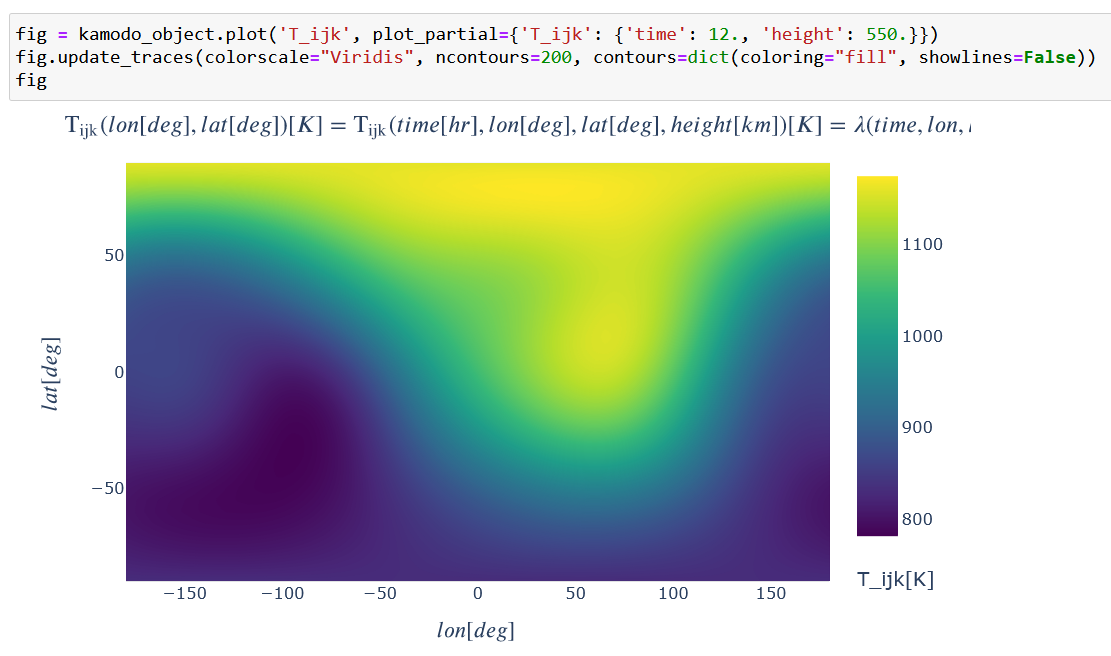 fig = kamodo_object.plot('T_ijk', plot_partial={'T_ijk': {'time': 12., 'height': 550.}})
fig.update_traces(colorscale="Viridis", ncontours=200, contours=dict(coloring="fill", showlines=False))
fig
T_ijk(lon[deg], lat[deg])[K] = T_ijk(time[hr], lon[deg], lat[deg], height[km])[K] = λ(time, lon,
50
0
−50
lat[deg]
−150 −100 −50 0 50 100 150
lon[deg]
1100
1000
900
800
T_ijk[K]